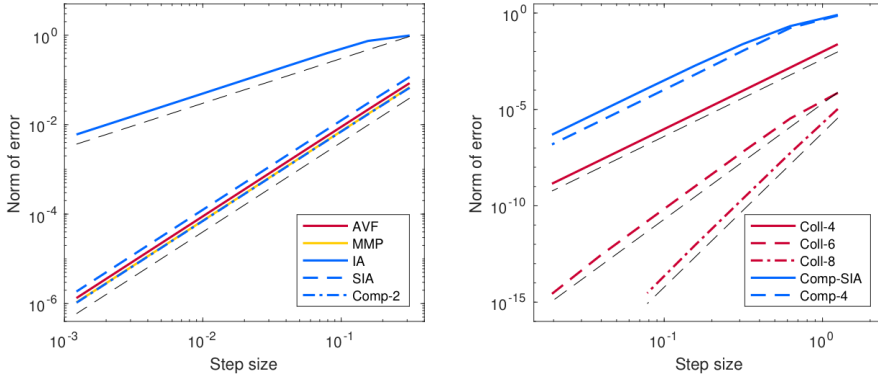 Norm of error
10^0
10^-2
10^-4
10^-6
10^-3
10^-2
10^-1
Step size
AVF
MMP
IA
SIA
Comp-2
Norm of error
10^0
10^-5
10^-10
10^-15
10^-1
10^0
Step size
Coll-4
Coll-6
Coll-8
Comp-SIA
Comp-4